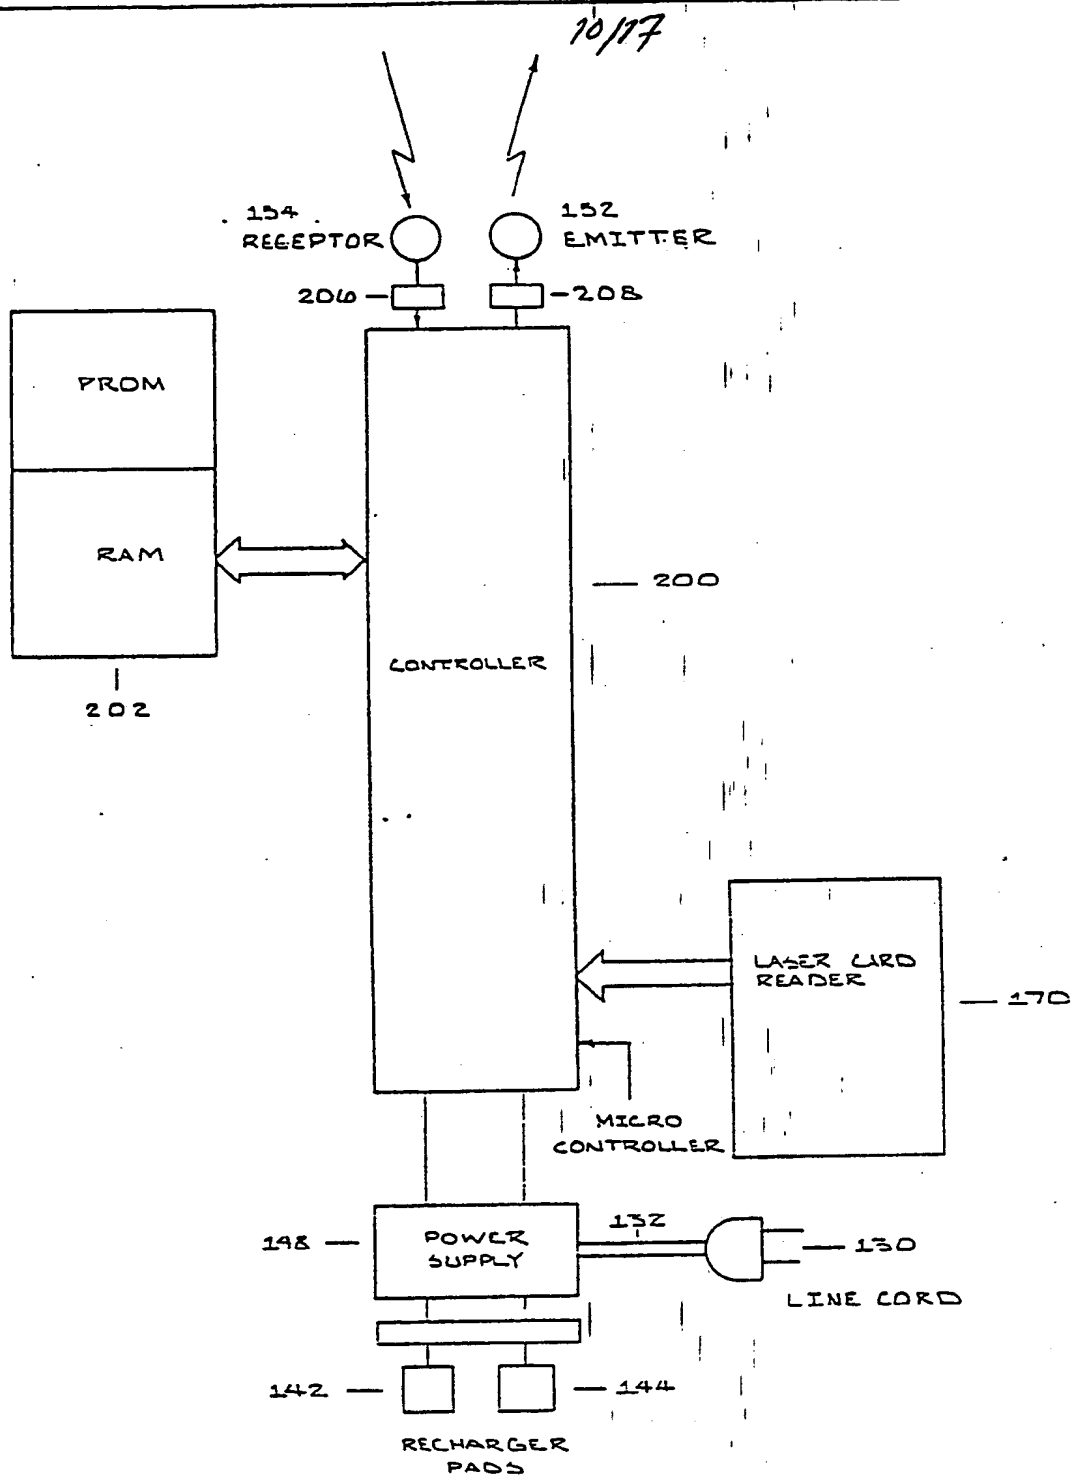 10/17
154
RECEPTOR
152
EMITTER
206
208
PROM
RAM
200
CONTROLLER
202
LASER CARD
READER
170
MICRO
CONTROLLER
148
POWER
SUPPLY
132
130
LINE CORD
142
144
RECHARGER
PADS